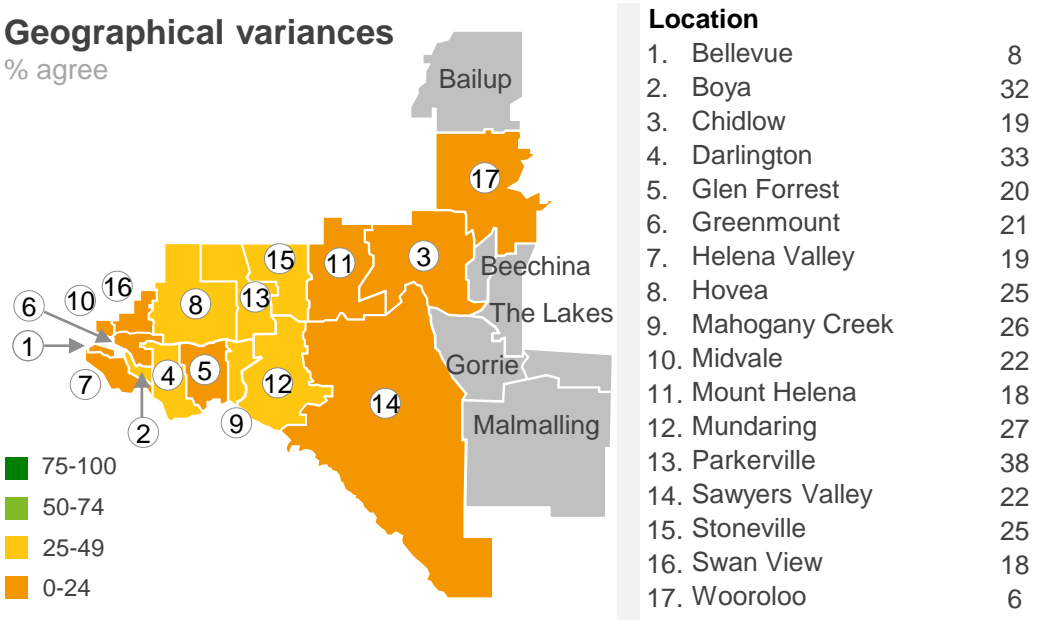 Geographical variances
% agree
Bailup
17
15
11
3
Beechina
16
10
6
8
13
The Lakes
1
Gorrie
7
4
5
12
14
2
9
Malmalling
75-100
50-74
25-49
0-24
Location
1. Bellevue 8
2. Boya 32
3. Chidlow 19
4. Darlington 33
5. Glen Forrest 20
6. Greenmount 21
7. Helena Valley 19
8. Hovea 25
9. Mahogany Creek 26
10. Midvale 22
11. Mount Helena 18
12. Mundaring 27
13. Parkerville 38
14. Sawyers Valley 22
15. Stoneville 25
16. Swan View 18
17. Wooroloo 6